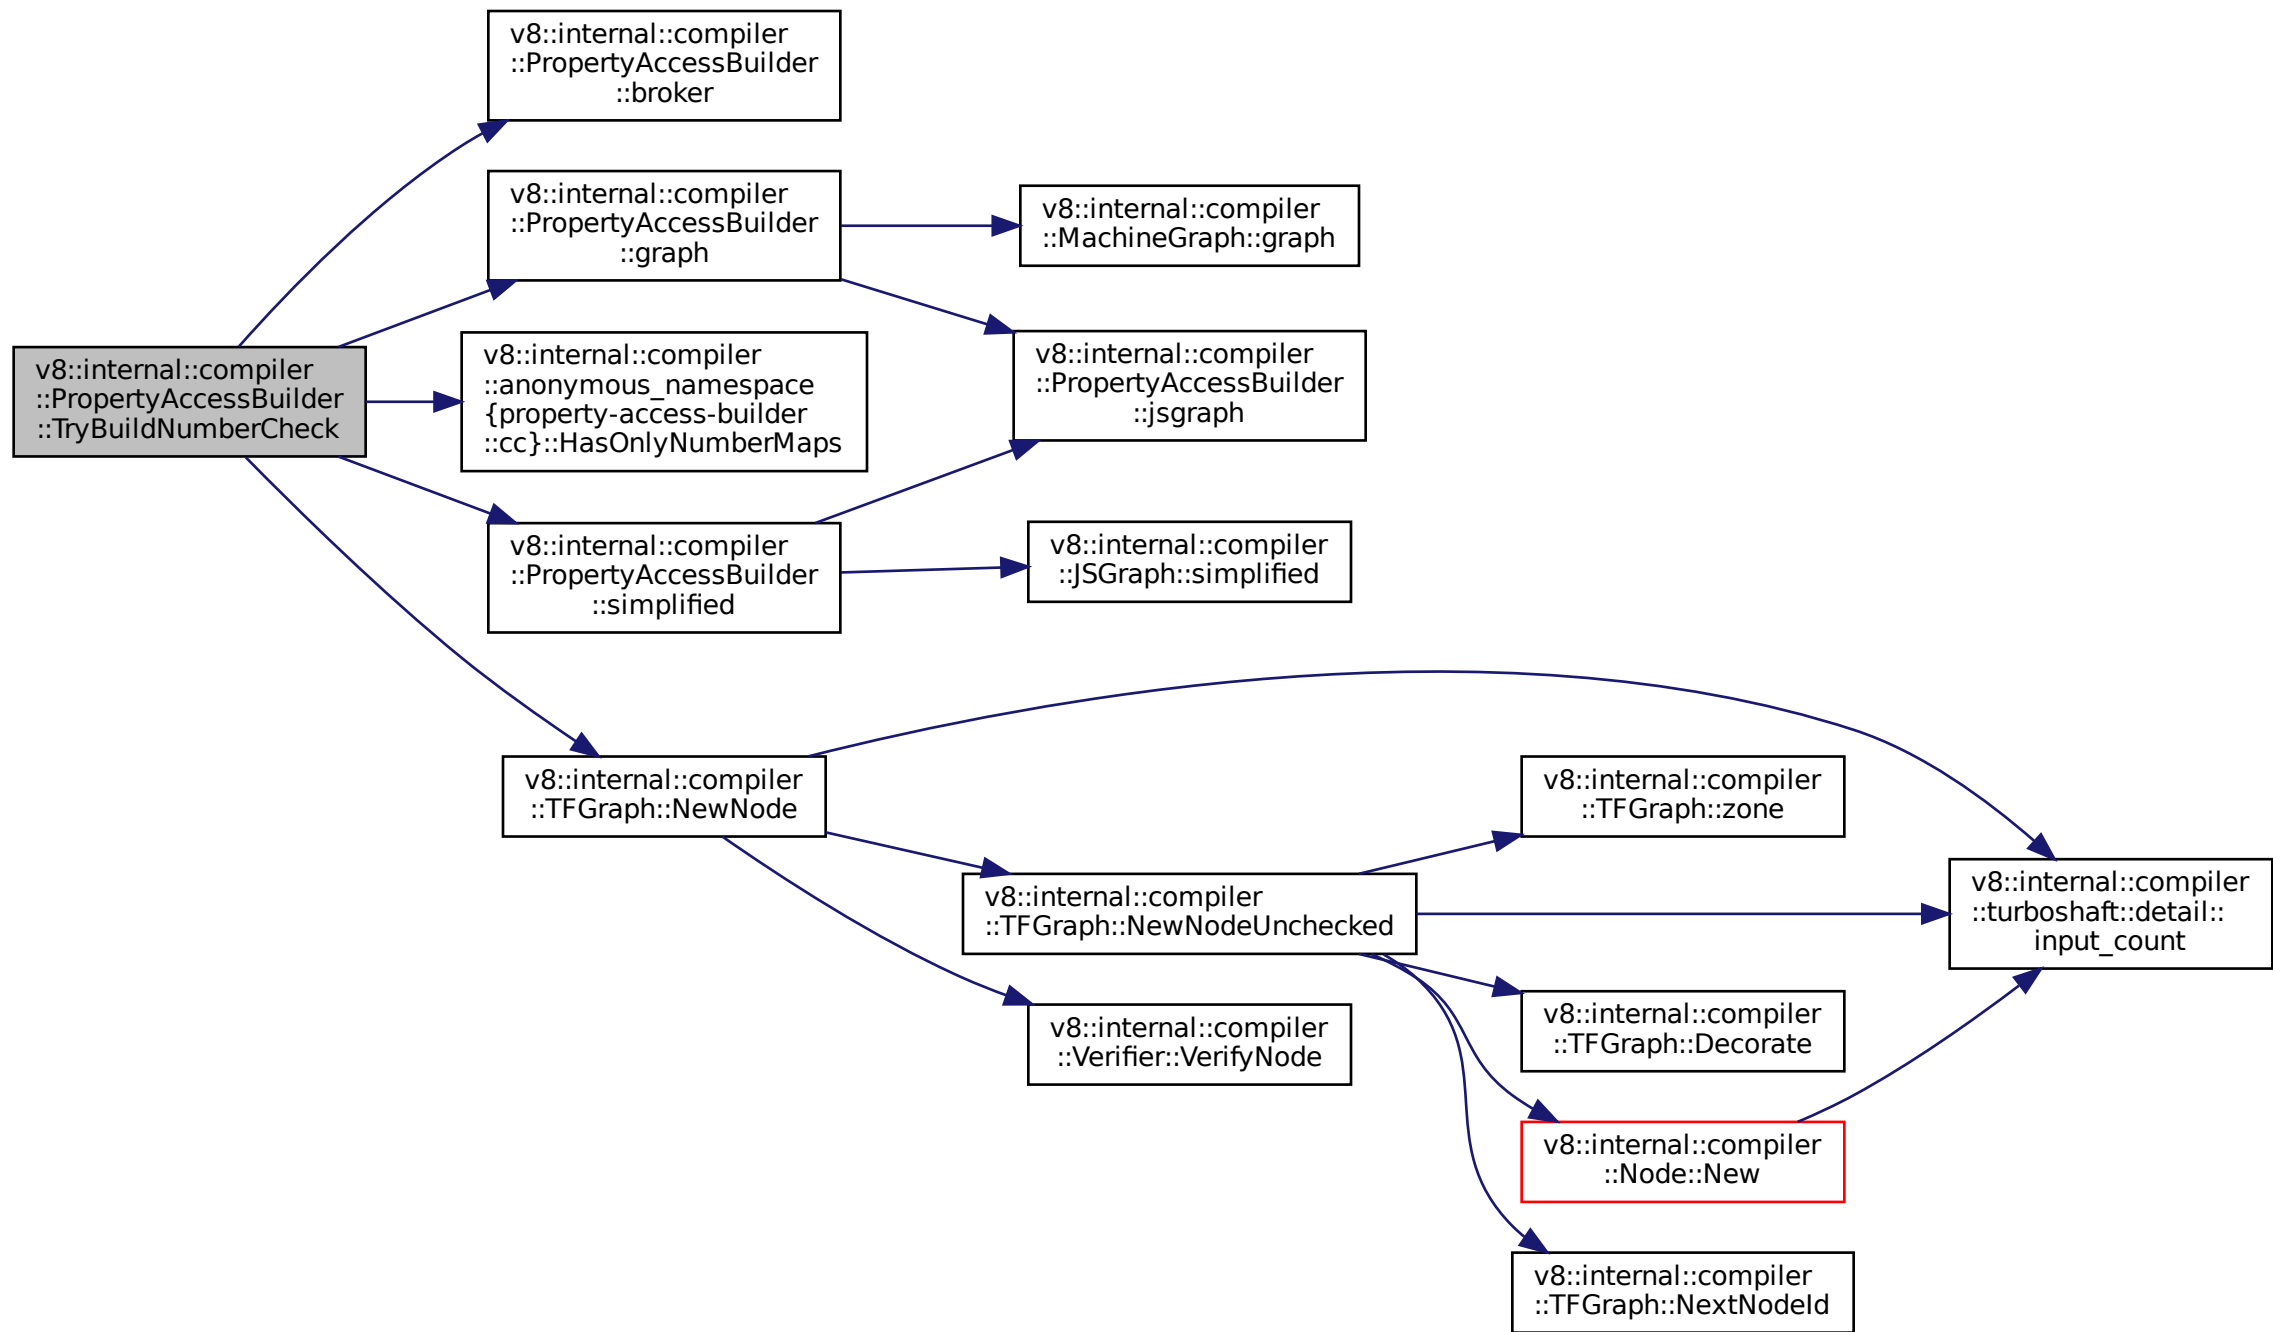 v8::internal::compiler
::PropertyAccessBuilder
::broker
v8::internal::compiler
::PropertyAccessBuilder
::graph
v8::internal::compiler
::MachineGraph::graph
v8::internal::compiler
::PropertyAccessBuilder
::jsgraph
v8::internal::compiler
::PropertyAccessBuilder
::TryBuildNumberCheck
v8::internal::compiler
::anonymous_namespace
{property-access-builder
::cc}::HasOnlyNumberMaps
v8::internal::compiler
::PropertyAccessBuilder
::simplified
v8::internal::compiler
::JSGraph::simplified
v8::internal::compiler
::TFGraph::NewNode
v8::internal::compiler
::TFGraph::zone
v8::internal::compiler
::TFGraph::NewNodeUnchecked
v8::internal::compiler
::turboshaft::detail::
input_count
v8::internal::compiler
::Verifier::VerifyNode
v8::internal::compiler
::TFGraph::Decorate
v8::internal::compiler
::Node::New
v8::internal::compiler
::TFGraph::NextNodeId